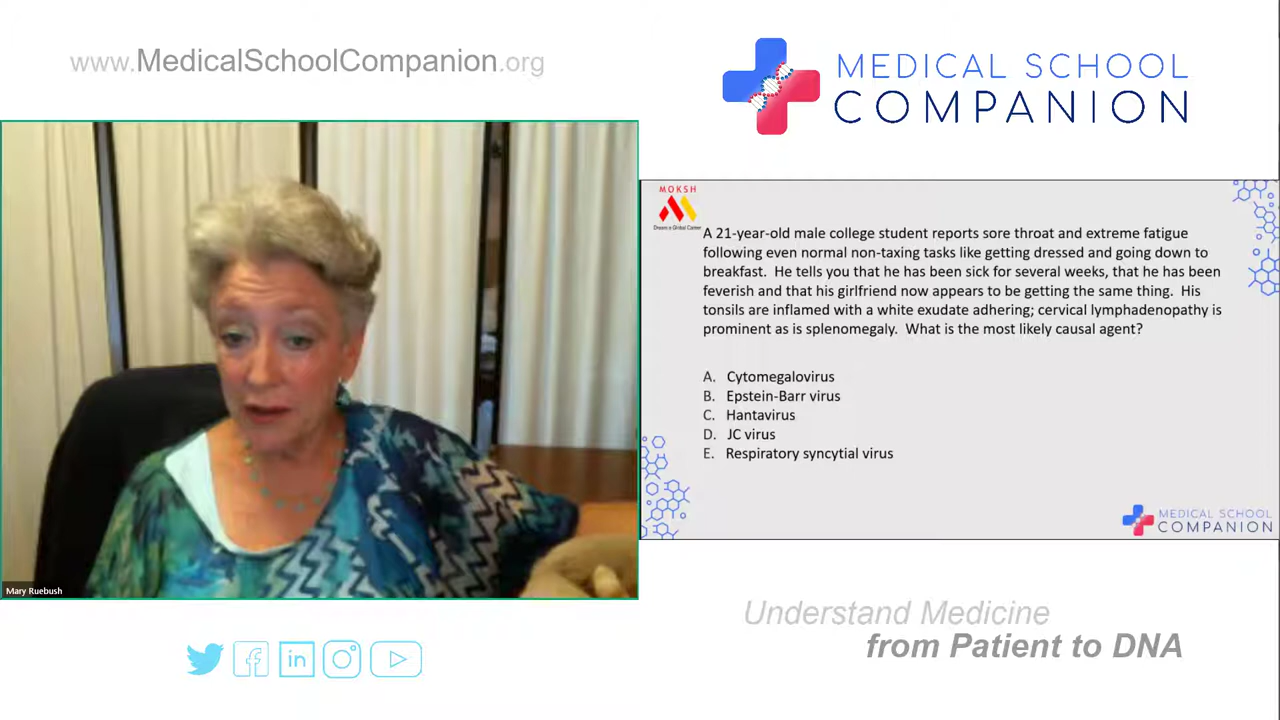 www.MedicalSchoolCompanion.org
MEDICAL SCHOOL
COMPANION
MOKSH
Dream a Global Career
A 21-year-old male college student reports sore throat and extreme fatigue
following even normal non-taxing tasks like getting dressed and going down to
breakfast. He tells you that he has been sick for several weeks, that he has been
feverish and that his girlfriend now appears to be getting the same thing. His
tonsils are inflamed with a white exudate adhering; cervical lymphadenopathy is
prominent as is splenomegaly. What is the most likely causal agent?
A. Cytomegalovirus
B. Epstein-Barr virus
C. Hantavirus
D. JC virus
E. Respiratory syncytial virus
MEDICAL SCHOOL
COMPANION
Mary Ruebush
Understand Medicine
from Patient to DNA